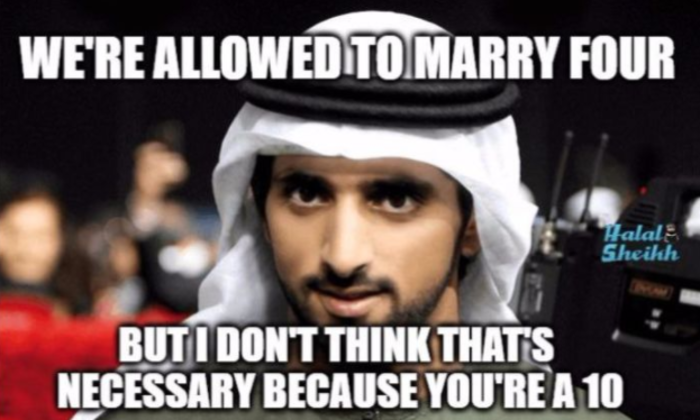 WE'RE ALLOWED TO MARRY FOUR
Halal
Sheikh
BUT I DON'T THINK THAT'S
NECESSARY BECAUSE YOU'RE A 10